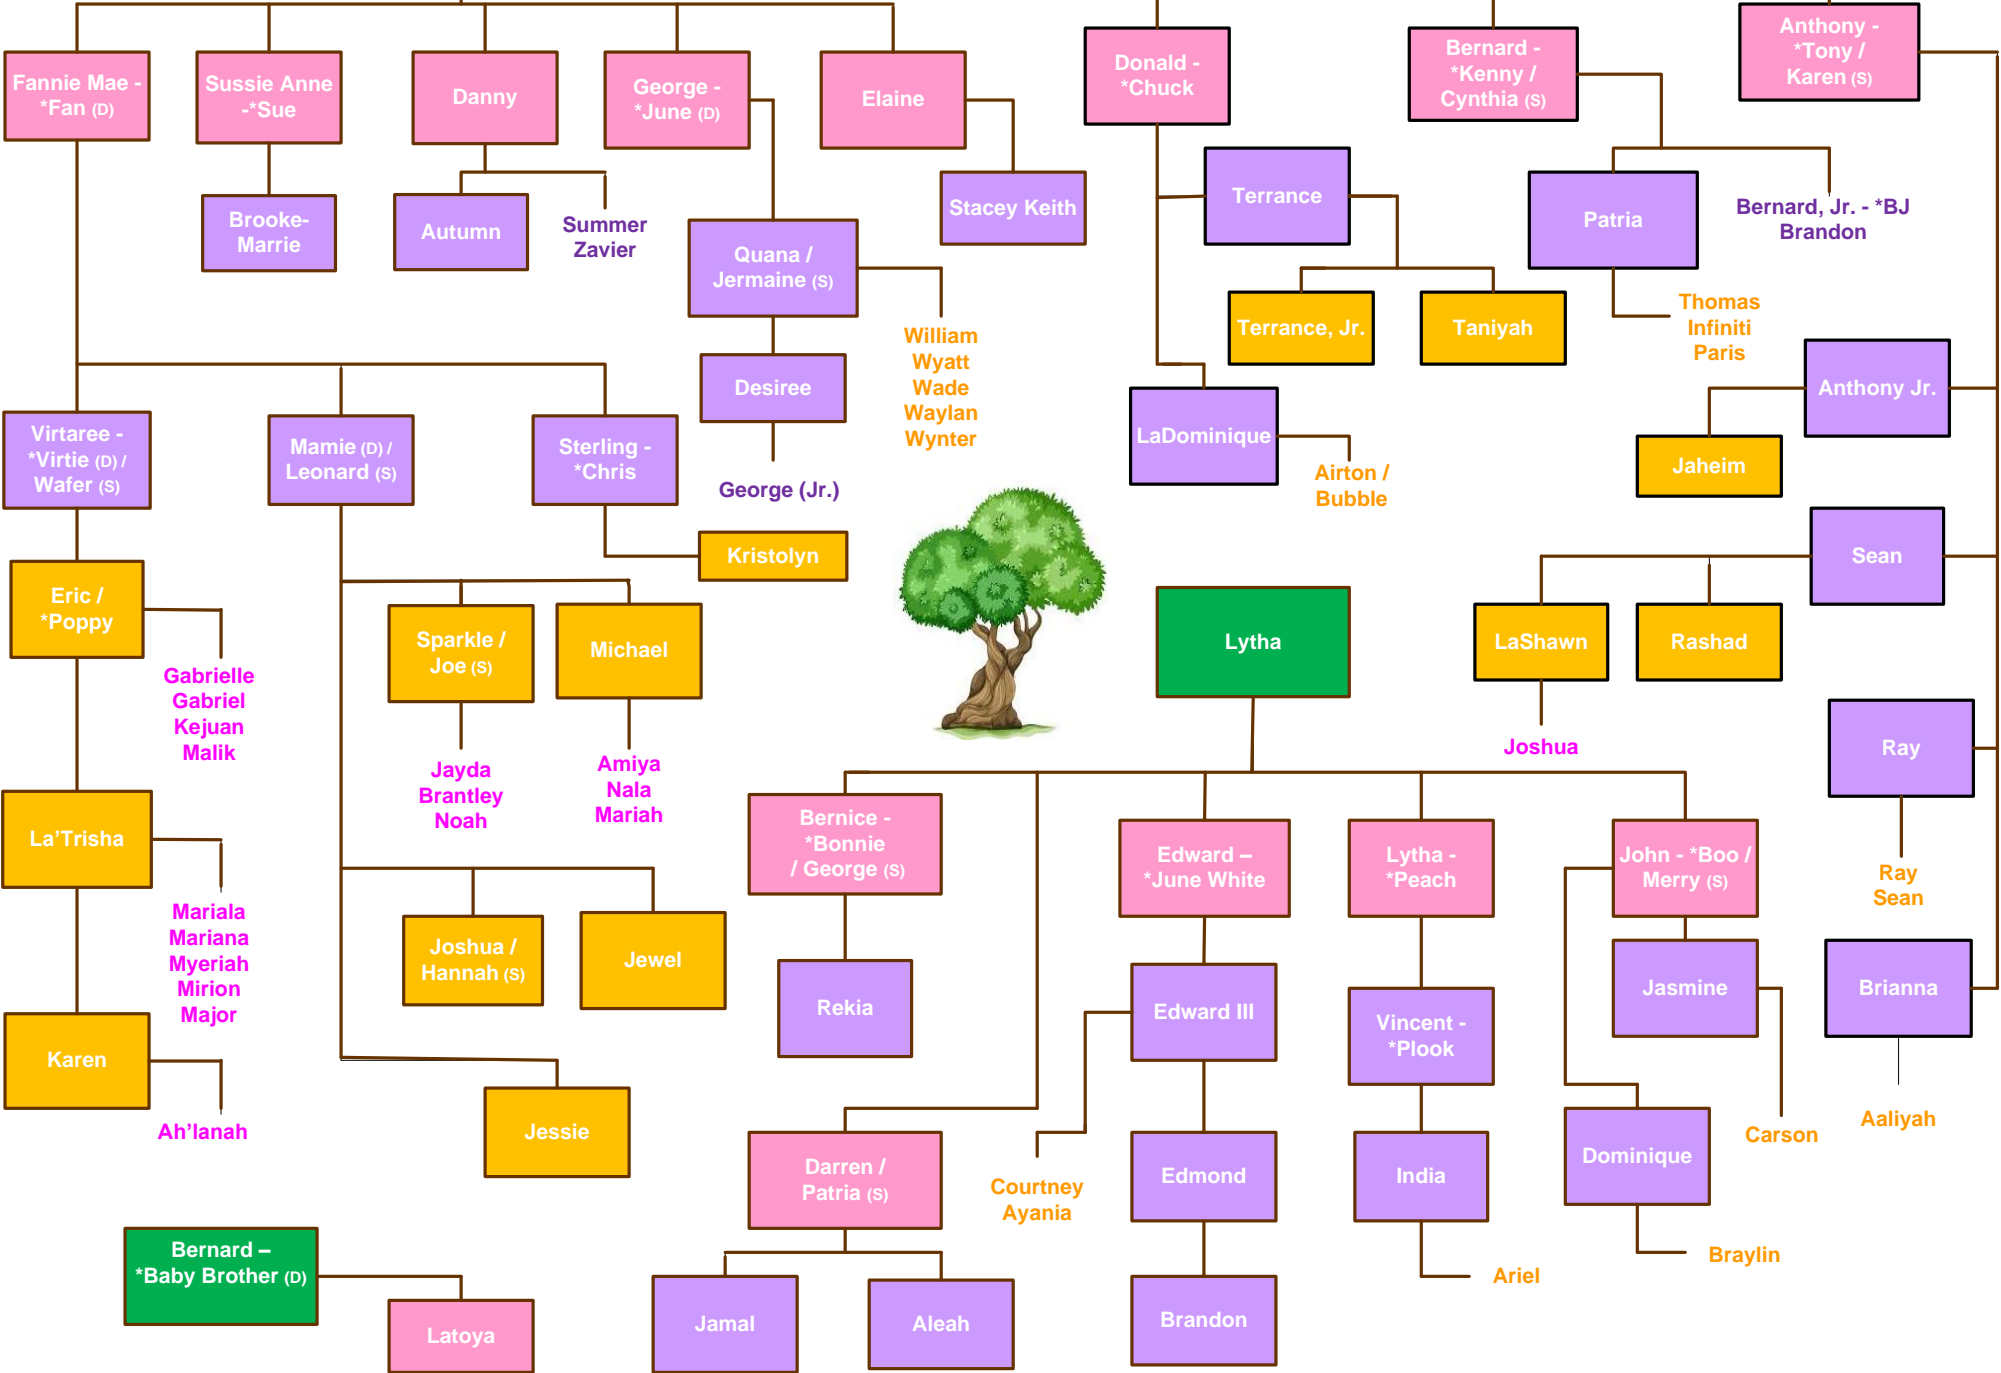 Fannie Mae -
*Fan (D)
Sussie Anne
-*Sue
Danny
George -
*June (D)
Elaine
Donald -
*Chuck
Bernard -
*Kenny /
Cynthia (S)
Anthony -
*Tony /
Karen (S)
Brooke-
Marrie
Autumn
Summer
Zavier
Quana /
Jermaine (S)
Stacey Keith
Terrance
Patria
Bernard, Jr. - *BJ
Brandon
William
Wyatt
Wade
Waylan
Wynter
Terrance, Jr.
Taniyah
Thomas
Infiniti
Paris
Desiree
George (Jr.)
LaDominique
Airton /
Bubble
Anthony Jr.
Jaheim
Virtaree -
*Virtie (D) /
Wafer (S)
Mamie (D) /
Leonard (S)
Sterling -
*Chris
Kristolyn
Sean
Eric /
*Poppy
Gabrielle
Gabriel
Kejuan
Malik
Sparkle /
Joe (S)
Michael
Jayda
Brantley
Noah
Amiya
Nala
Mariah
Lytha
LaShawn
Rashad
Joshua
Ray
Ray
Sean
La'Trisha
Mariala
Mariana
Myeriah
Mirion
Major
Joshua /
Hannah (S)
Jewel
Bernice -
*Bonnie
/ George (S)
Edward –
*June White
Lytha -
*Peach
John - *Boo /
Merry (S)
Rekia
Edward III
Vincent -
*Plook
Jasmine
Brianna
Karen
Ah'lanah
Jessie
Darren /
Patria (S)
Courtney
Ayania
Edmond
India
Dominique
Carson
Aaliyah
Bernard –
*Baby Brother (D)
Latoya
Jamal
Aleah
Brandon
Ariel
Braylin